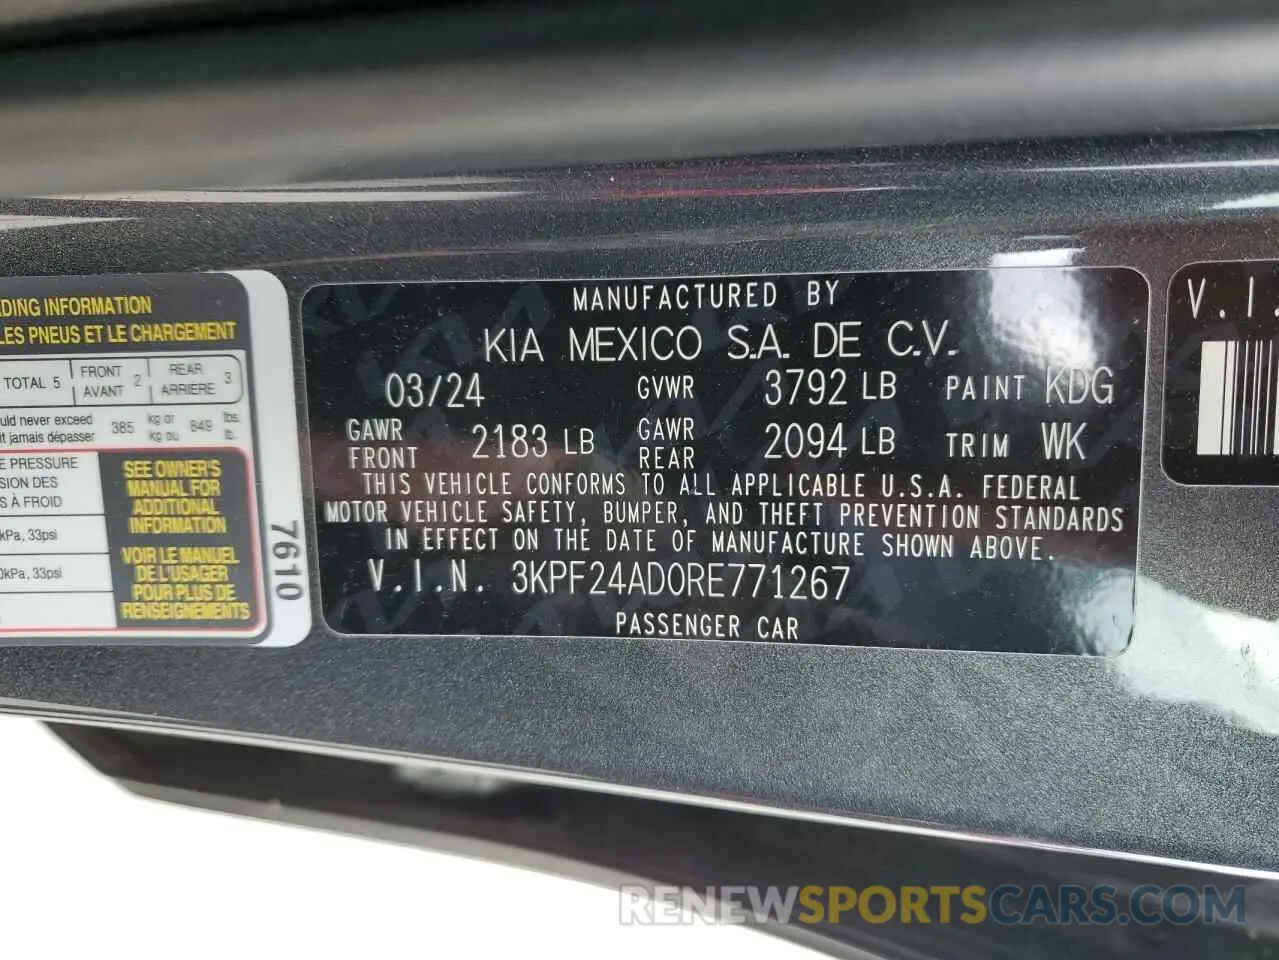 DING INFORMATION
LES PNEUS ET LE CHARGEMENT
TOTAL 5 FRONT AVANT 2 REAR ARRIÈRE 3
uld never exceed
it jamais dépasser
385 kg or kg ou 849 lbs. lb.
E PRESSURE
SION DES
S À FROID
kPa, 33psi
0kPa, 33psi
SEE OWNER'S
MANUAL FOR
ADDITIONAL
INFORMATION
VOIR LE MANUEL
DE L'USAGER
POUR PLUS DE
RENSEIGNEMENTS
7610
MANUFACTURED BY
KIA MEXICO S.A. DE C.V.
03/24 GVWR 3792 LB PAINT KDG
GAWR FRONT 2183 LB GAWR REAR 2094 LB TRIM WK
THIS VEHICLE CONFORMS TO ALL APPLICABLE U.S.A. FEDERAL
MOTOR VEHICLE SAFETY, BUMPER, AND THEFT PREVENTION STANDARDS
IN EFFECT ON THE DATE OF MANUFACTURE SHOWN ABOVE.
V.I.N. 3KPF24AD0RE771267
PASSENGER CAR
V.I.
RENEWSPORTSCARS.COM